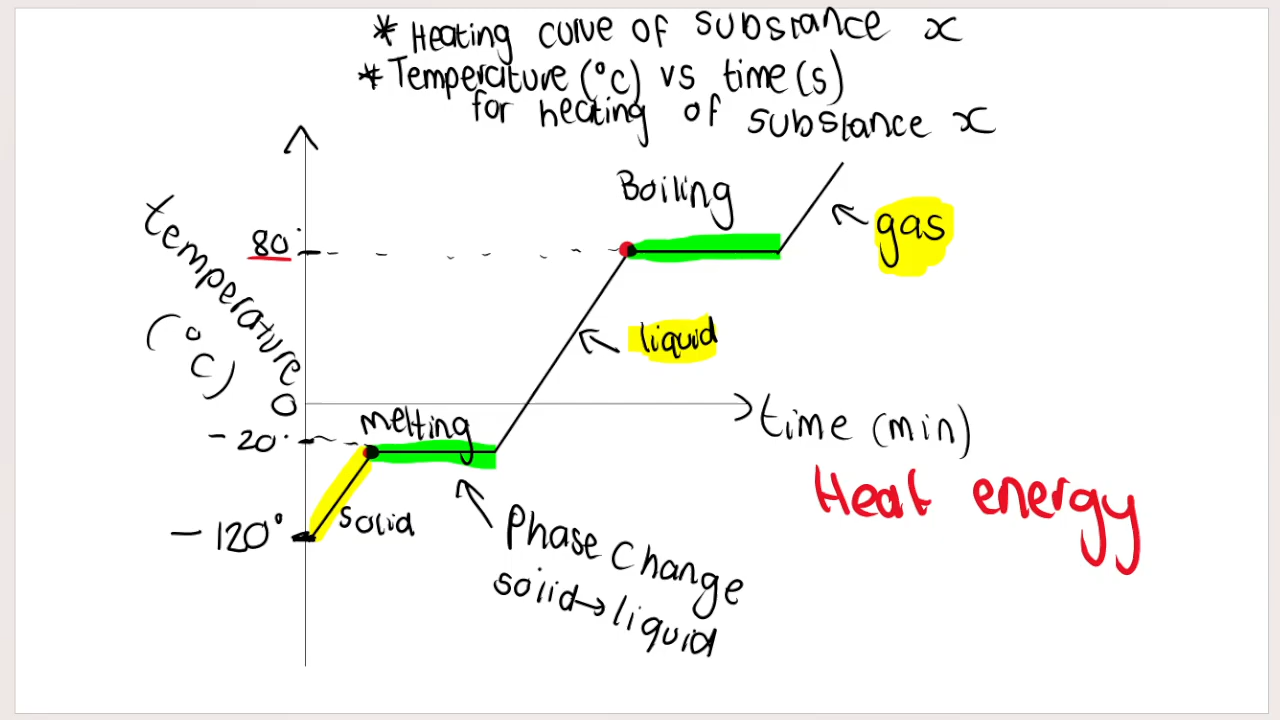 * Heating curve of substance x
* Temperature (°c) vs time (s)
for heating of substance x
temperature
(°c)
80°
0
-20°
-120°
Boiling
gas
liquid
melting
solid
time (min)
Heat energy
Phase Change
solid→liquid